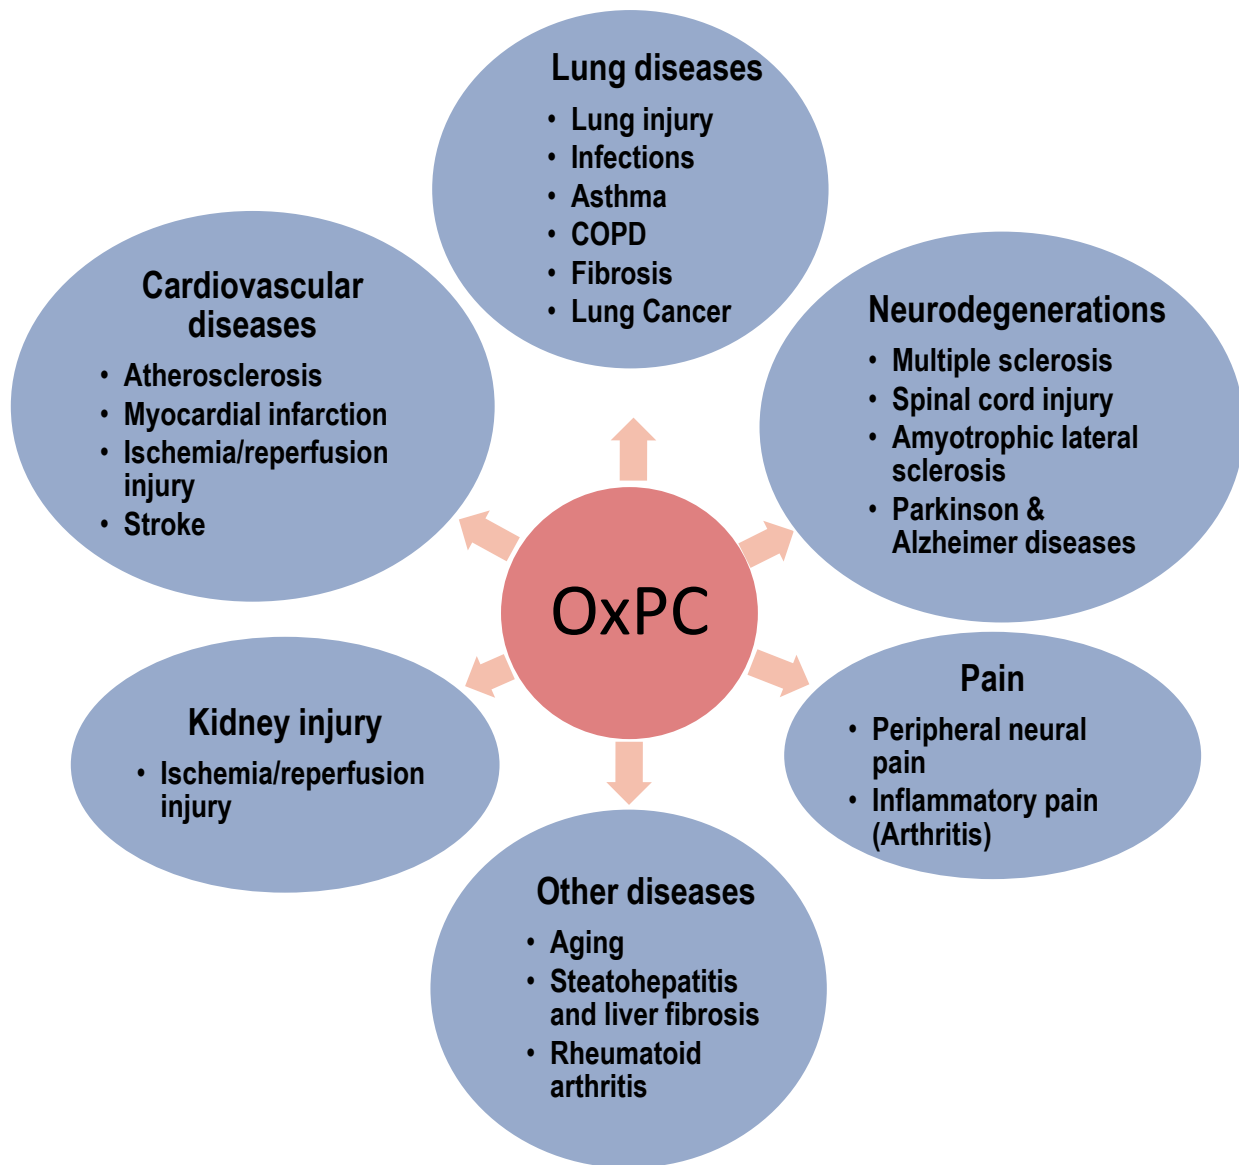 Lung diseases
• Lung injury
• Infections
• Asthma
• COPD
• Fibrosis
• Lung Cancer
Cardiovascular
diseases
• Atherosclerosis
• Myocardial infarction
• Ischemia/reperfusion
injury
• Stroke
Neurodegenerations
• Multiple sclerosis
• Spinal cord injury
• Amyotrophic lateral
sclerosis
• Parkinson &
Alzheimer diseases
OxPC
Kidney injury
• Ischemia/reperfusion
injury
Pain
• Peripheral neural
pain
• Inflammatory pain
(Arthritis)
Other diseases
• Aging
• Steatohepatitis
and liver fibrosis
• Rheumatoid
arthritis